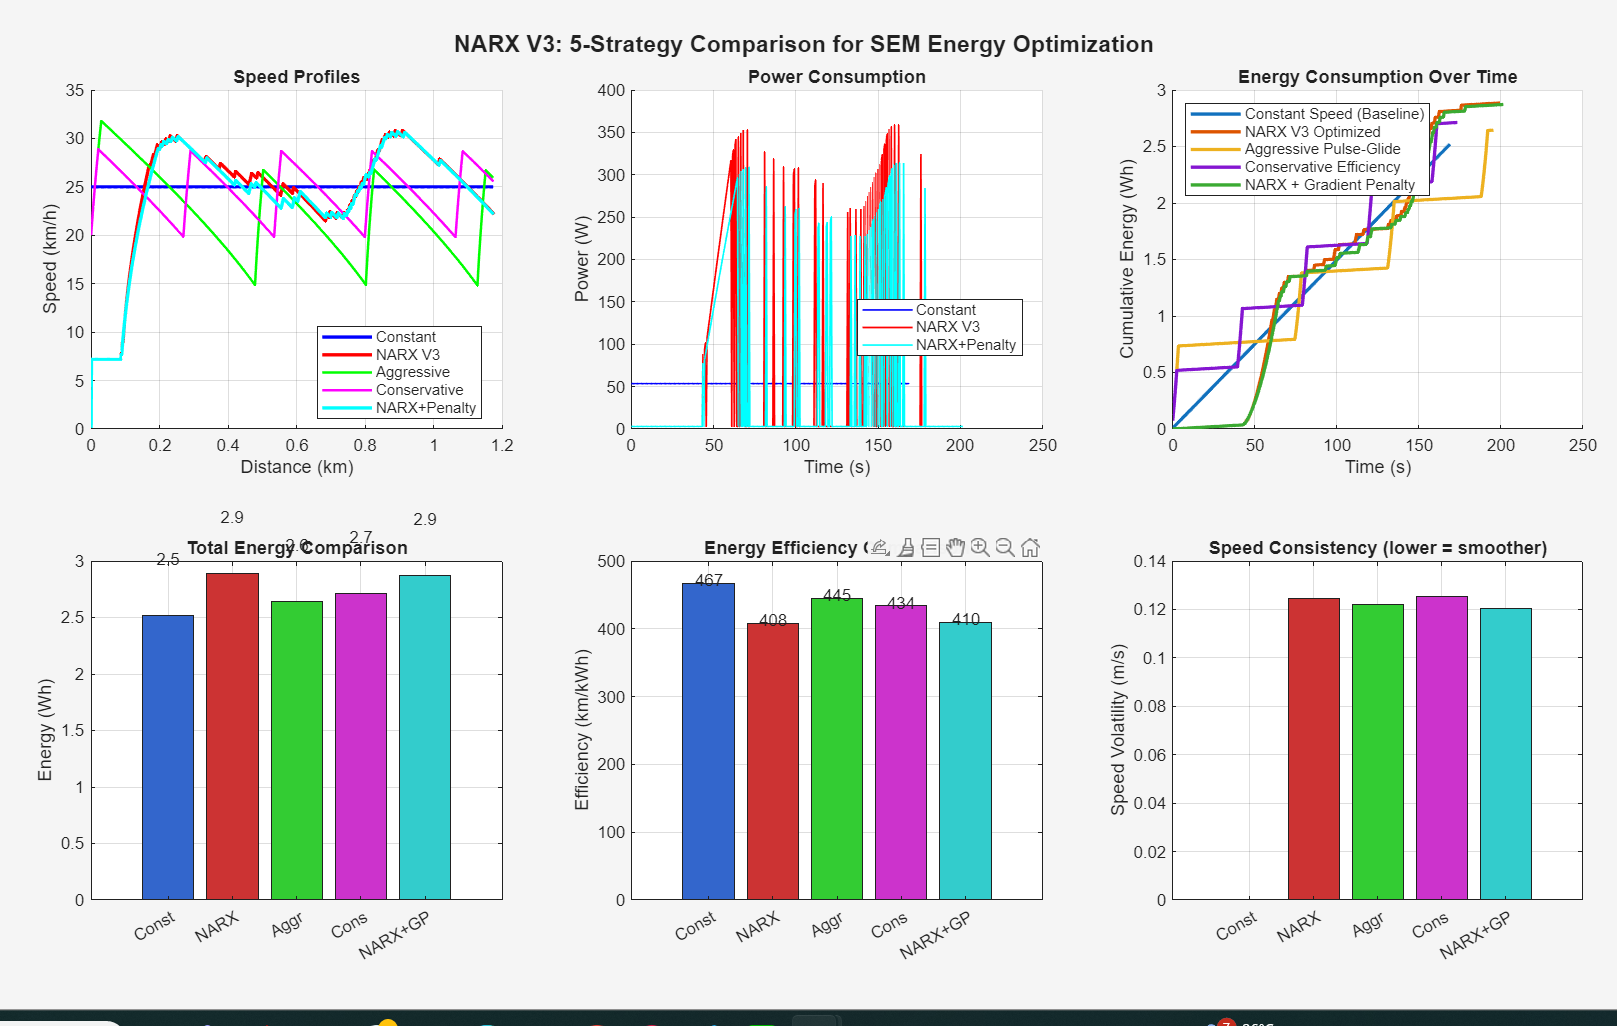 NARX V3: 5-Strategy Comparison for SEM Energy Optimization
Speed Profiles
35
30
25
20
15
10
5
0
0
0.2
0.4
0.6
0.8
1
1.2
Speed (km/h)
Distance (km)
Constant
NARX V3
Aggressive
Conservative
NARX+Penalty
Power Consumption
400
350
300
250
200
150
100
50
0
0
50
100
150
200
250
Power (W)
Time (s)
Constant
NARX V3
NARX+Penalty
Energy Consumption Over Time
3
2.5
2
1.5
1
0.5
0
0
50
100
150
200
250
Cumulative Energy (Wh)
Time (s)
Constant Speed (Baseline)
NARX V3 Optimized
Aggressive Pulse-Glide
Conservative Efficiency
NARX + Gradient Penalty
Total Energy Comparison
2.5
2.9
2.6
2.7
2.9
3
2.5
2
1.5
1
0.5
0
Energy (Wh)
Const
NARX
Aggr
Cons
NARX+GP
Energy Efficiency
467
408
445
434
410
500
400
300
200
100
0
Efficiency (km/kWh)
Const
NARX
Aggr
Cons
NARX+GP
Speed Consistency (lower = smoother)
0.14
0.12
0.1
0.08
0.06
0.04
0.02
0
Speed Volatility (m/s)
Const
NARX
Aggr
Cons
NARX+GP
7